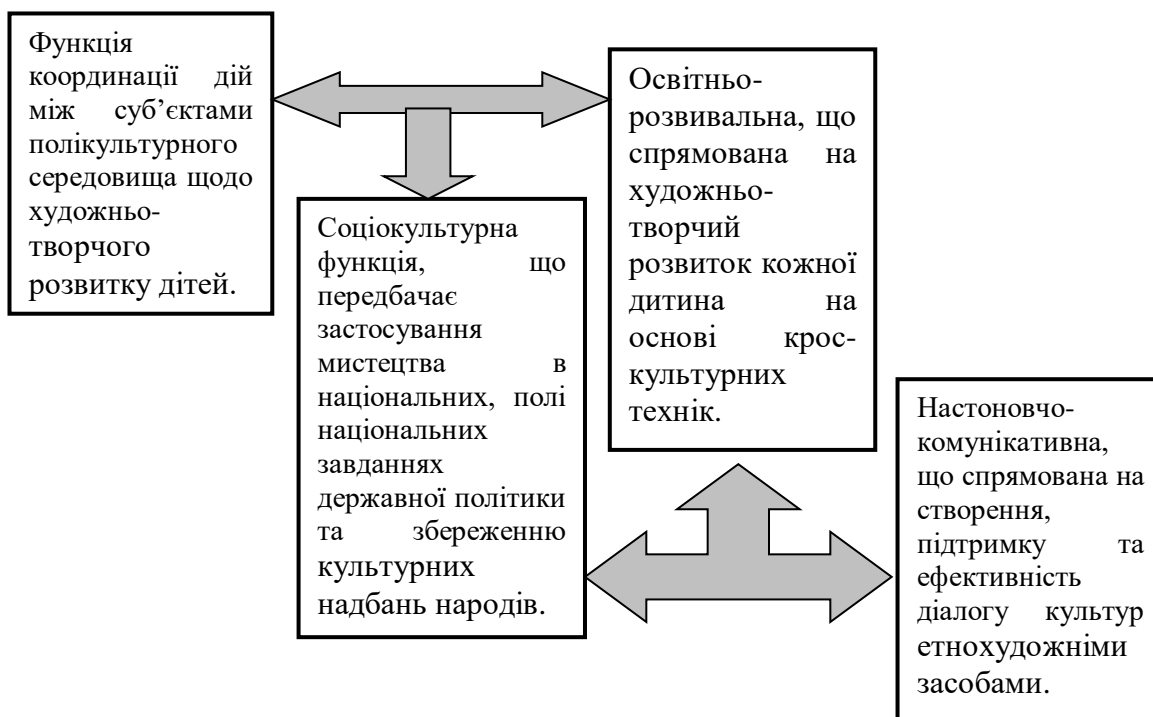 Функція
координації дій
між суб’єктами
полікультурного
середовища щодо
художньо-
творчого
розвитку дітей.
Соціокультурна
функція, що
передбачає
застосування
мистецтва в
національних, полі
національних
завданнях
державної політики
та збереженню
культурних
надбань народів.
Освітньо-
розвивальна, що
спрямована на
художньо-
творчий
розвиток кожної
дитина на
основі крос-
культурних
технік.
Настоновчо-
комунікативна,
що спрямована на
створення,
підтримку та
ефективність
діалогу культур
етнохудожніми
засобами.